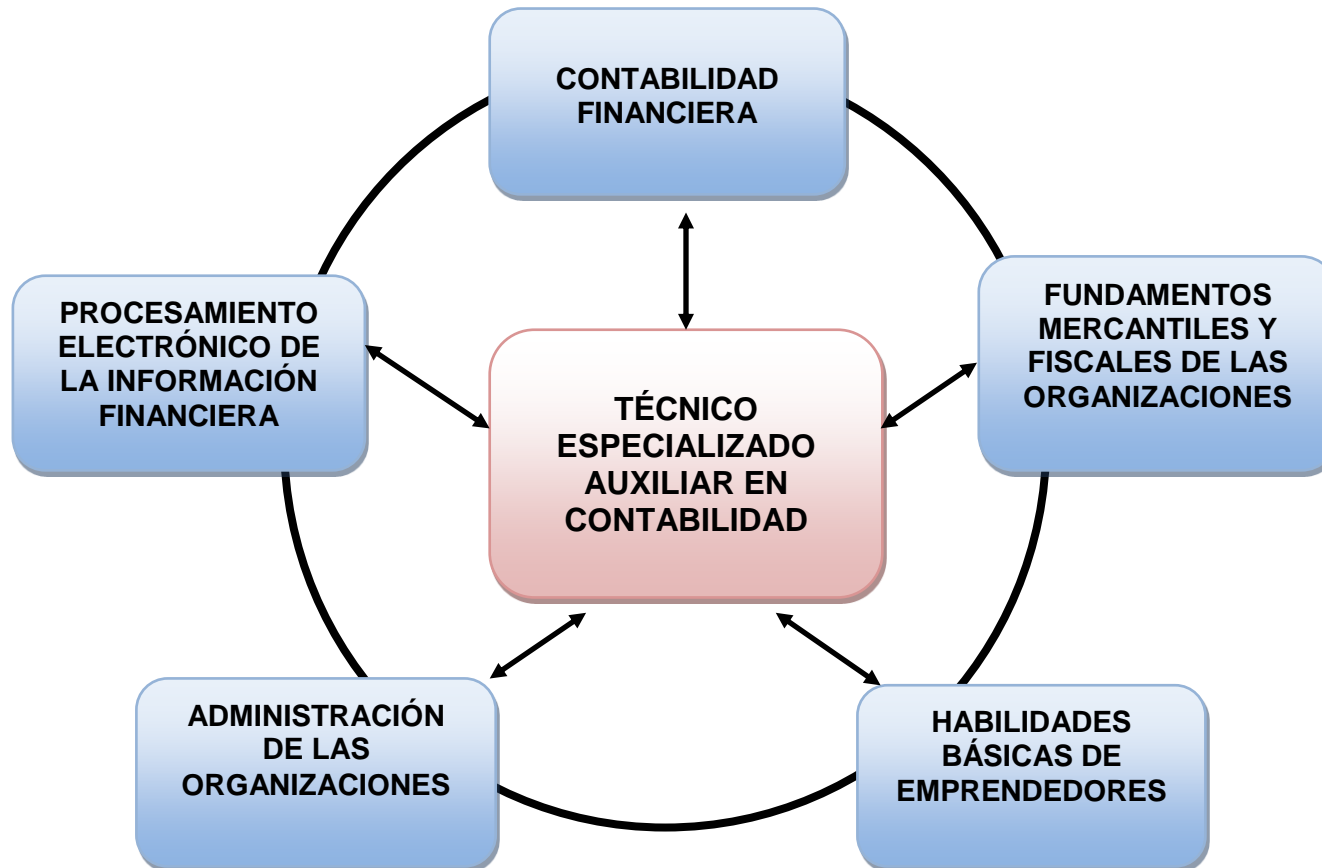 CONTABILIDAD
FINANCIERA
PROCESAMIENTO
ELECTRÓNICO DE
LA INFORMACIÓN
FINANCIERA
FUNDAMENTOS
MERCANTILES Y
FISCALES DE LAS
ORGANIZACIONES
TÉCNICO
ESPECIALIZADO
AUXILIAR EN
CONTABILIDAD
ADMINISTRACIÓN
DE LAS
ORGANIZACIONES
HABILIDADES
BÁSICAS DE
EMPRENDEDORES